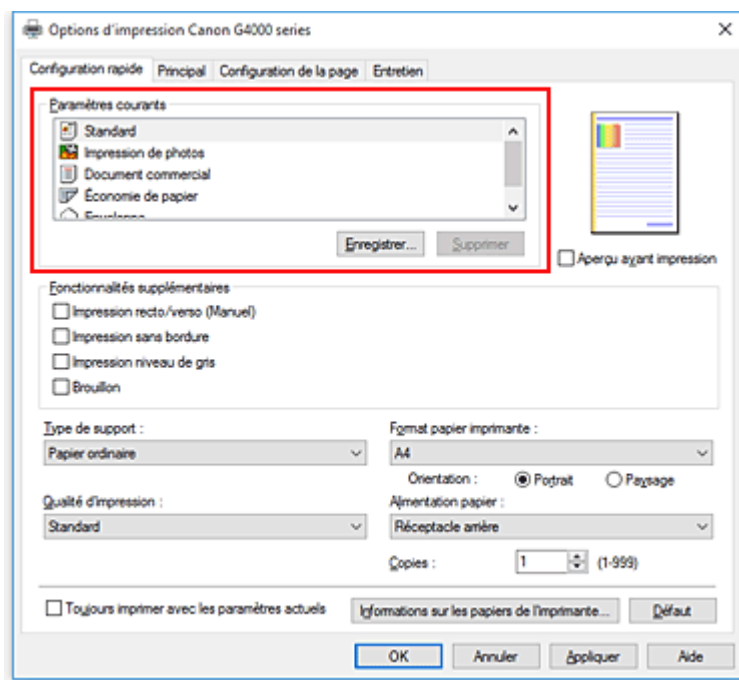 Options d'impression Canon G4000 series
Configuration rapide Principal Configuration de la page Entretien
Paramètres courants
Standard
Impression de photos
Document commercial
Économie de papier
Enregistrer... Supprimer
Aperçu avant impression
Fonctionnalités supplémentaires
Impression recto/verso (Manuel)
Impression sans bordure
Impression niveau de gris
Brouillon
Type de support :
Papier ordinaire
Format papier imprimante :
A4
Orientation : Portrait Paysage
Qualité d'impression :
Standard
Alimentation papier :
Réceptacle arrière
Copies : 1 (1-999)
Toujours imprimer avec les paramètres actuels
Informations sur les papiers de l'imprimante... Défaut
OK Annuler Appliquer Aide